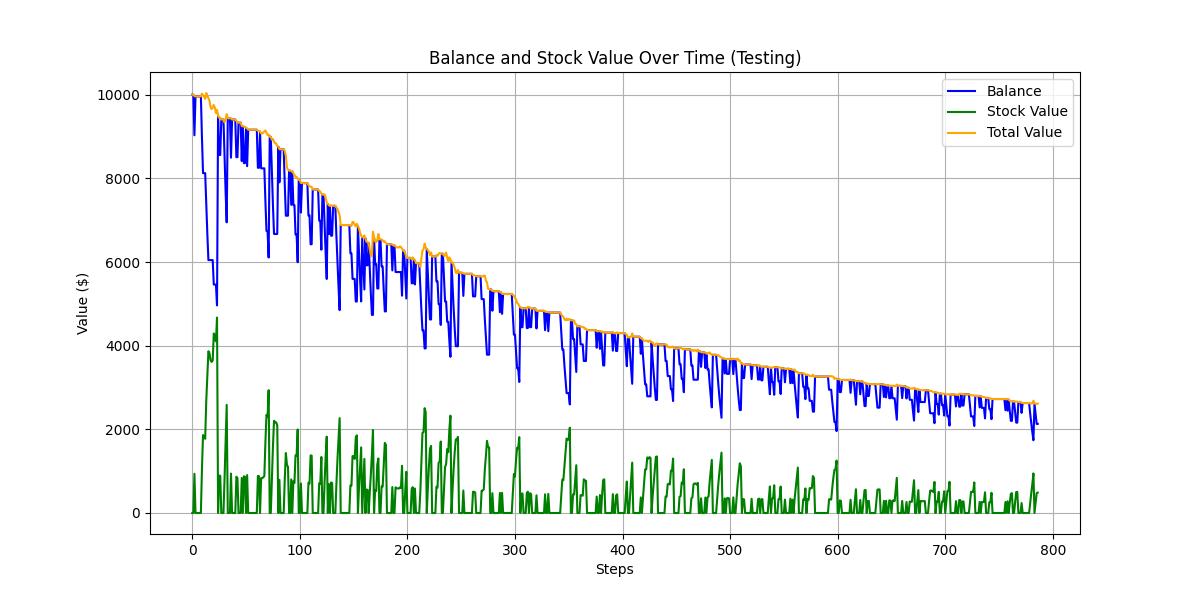 Balance and Stock Value Over Time (Testing)
Balance
Stock Value
Total Value
Value ($)
10000
8000
6000
4000
2000
0
0 100 200 300 400 500 600 700 800
Steps